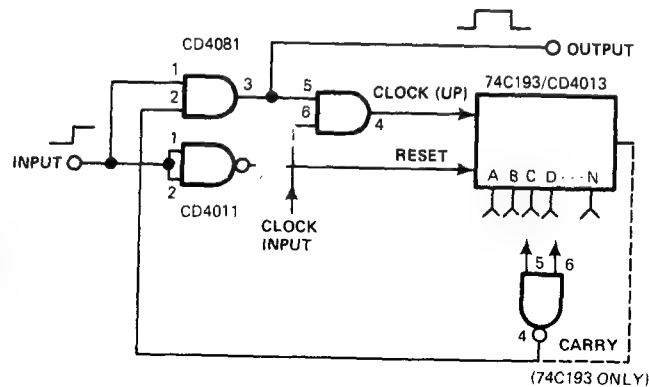 CD4081
OUTPUT
1
2
3
5
6
4
CLOCK (UP)
74C193/CD4013
INPUT
1
2
CD4011
RESET
A B C D···N
CLOCK
INPUT
5 6
4
CARRY
(74C193 ONLY)